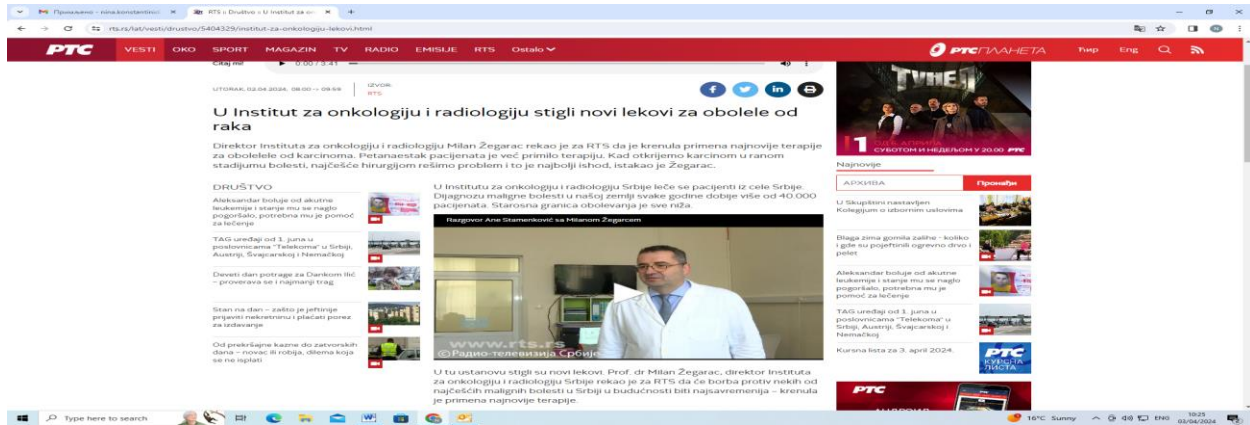 rts.rs/lat/vesti/drustvo/5404329/institut-za-onkologiju-lekovi.html
РТС
VESTI OKO SPORT MAGAZIN TV RADIO EMISIJE RTS Ostalo
РТС ПЛАНЕТА
Ћир Eng
Čitaj mi!
0:00 / 3:41
UTORAK, 02.04.2024, 08:00 -> 09:59
IZVOR:
RTS
U Institut za onkologiju i radiologiju stigli novi lekovi za obolele od
raka
Direktor Instituta za onkologiju i radiologiju Milan Žegarac rekao je za RTS da je krenula primena najnovije terapije
za obolelele od karcinoma. Petanaestak pacijenata je već primilo terapiju. Kad otkrijemo karcinom u ranom
stadijumu bolesti, najčešće hirurgijom rešimo problem i to je najbolji ishod, istakao je Žegarac.
DRUŠTVO
Aleksandar boluje od akutne
leukemije i stanje mu se naglo
pogoršalo, potrebna mu je pomoć
za lečenje
TAG uređaji od 1. juna u
poslovnicama "Telekoma" u Srbiji,
Austriji, Švajcarskoj i Nemačkoj
Deveti dan potrage za Dankom Ilić
– proverava se i najmanji trag
Stan na dan – zašto je jeftinije
prijaviti nekretninu i plaćati porez
za izdavanje
Od prekršajne kazne do zatvorskih
dana – novac ili robija, dilema koja
se ne isplati
U Institutu za onkologiju i radiologiju Srbije leče se pacijenti iz cele Srbije.
Dijagnozu maligne bolesti u našoj zemlji svake godine dobije više od 40.000
pacijenata. Starosna granica obolevanja je sve niža.
Razgovor Ane Stamenković sa Milanom Žegarcem
www.rts.rs
©Радио-телевизија Србије
U tu ustanovu stigli su novi lekovi. Prof. dr Milan Žegarac, direktor Instituta
za onkologiju i radiologiju Srbije rekao je za RTS da će borba protiv nekih od
najčešćih malignih bolesti u Srbiji u budućnosti biti najsavremenija – krenula
je primena najnovije terapije.
ТУНЕЛ
1
ОД 6. АПРИЛА
СУБОТОМ И НЕДЕЉОМ У 20.00 РТС
Najnovije
АРХИВА
Пронађи
U Skupštini nastavljen
Kolegijum o izbornim uslovima
Blaga zima gomila zalihe - koliko
i gde su pojeftinili ogrevno drvo i
pelet
Aleksandar boluje od akutne
leukemije i stanje mu se naglo
pogoršalo, potrebna mu je
pomoć za lečenje
TAG uređaji od 1. juna u
poslovnicama "Telekoma" u
Srbiji, Austriji, Švajcarskoj i
Nemačkoj
Kursna lista za 3. april 2024.
РТС
КУРСНА
ЛИСТА
РТС
Type here to search
16°C Sunny
ENG
10:25
03/04/2024